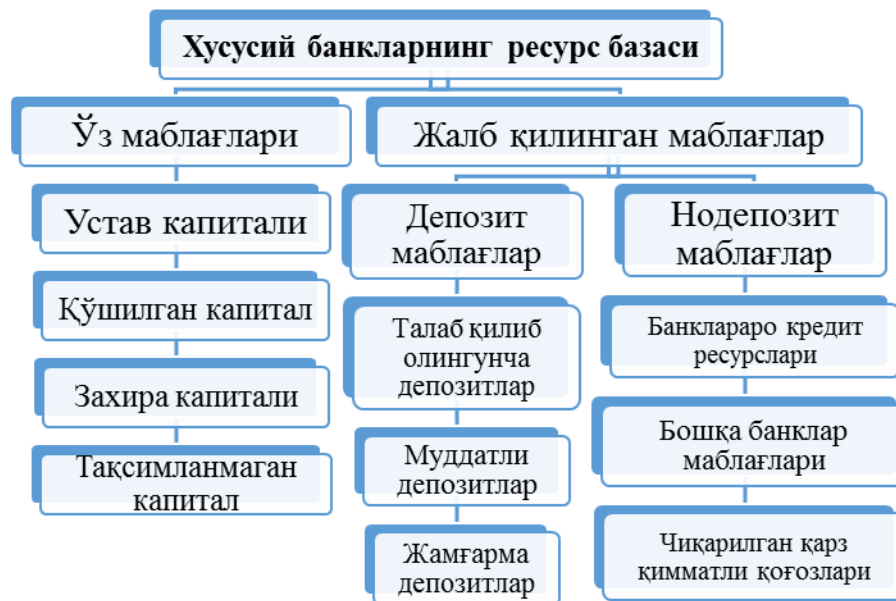 Хусусий банкларнинг ресурс базаси
Ўз маблағлари
Жалб қилинган маблағлар
Устав капитали
Қўшилган капитал
Захира капитали
Тақсимланмаган
капитал
Депозит
маблағлар
Талаб қилиб
олингунча
депозитлар
Муддатли
депозитлар
Жамғарма
депозитлар
Нодепозит
маблағлар
Банклараро кредит
ресурслари
Бошқа банклар
маблағлари
Чиқарилган қарз
қимматли қоғозлари